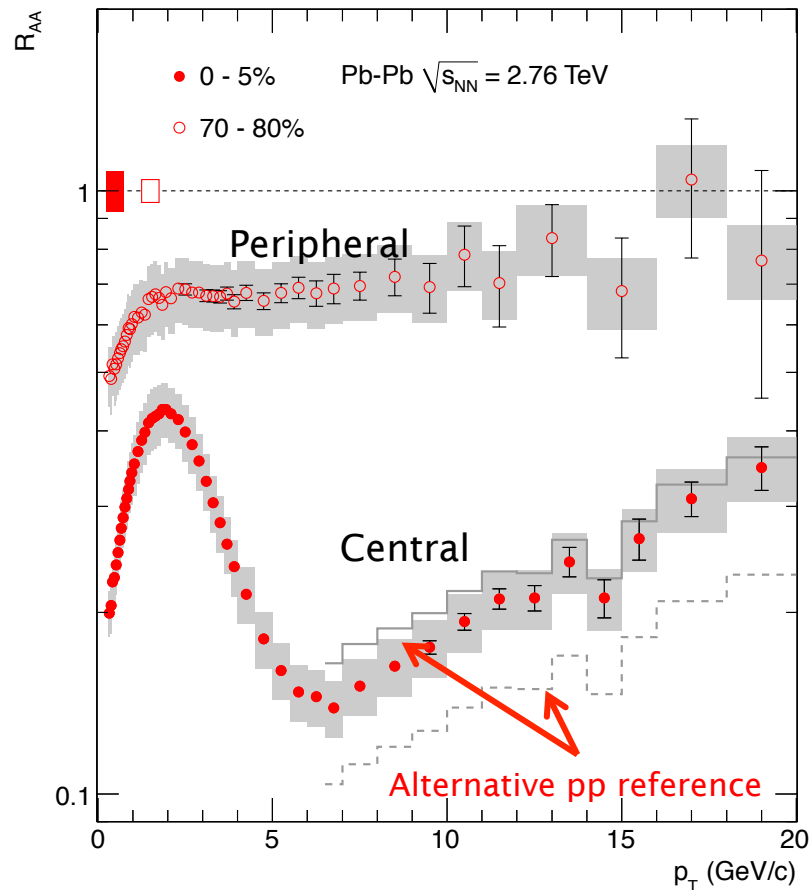 R_AA
0 - 5%
Pb-Pb √s_NN = 2.76 TeV
70 - 80%
1
Peripheral
Central
Alternative pp reference
0.1
0 5 10 15 20
p_T (GeV/c)